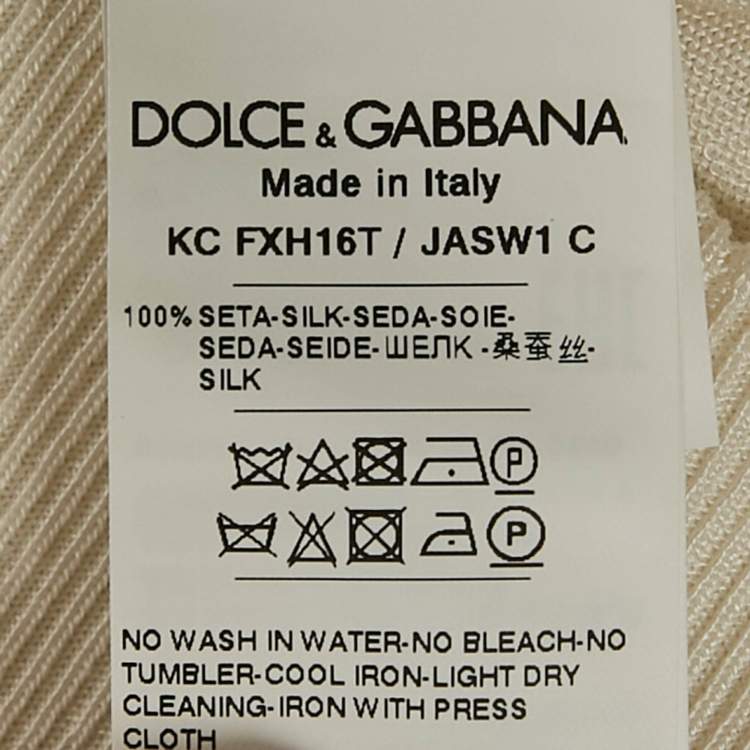 DOLCE & GABBANA
Made in Italy
KC FXH16T / JASW1 C
100% SETA-SILK-SEDA-SOIE-
SEDA-SEIDE-ШЕЛК -桑蚕丝-
SILK
P
P
NO WASH IN WATER-NO BLEACH-NO
TUMBLER-COOL IRON-LIGHT DRY
CLEANING-IRON WITH PRESS
CLOTH